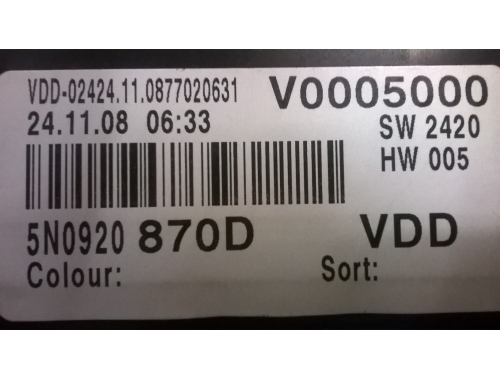 VDD-02424.11.0877020631 V0005000
24.11.08 06:33 SW 2420
HW 005
5N0920 870D VDD
Colour: Sort: